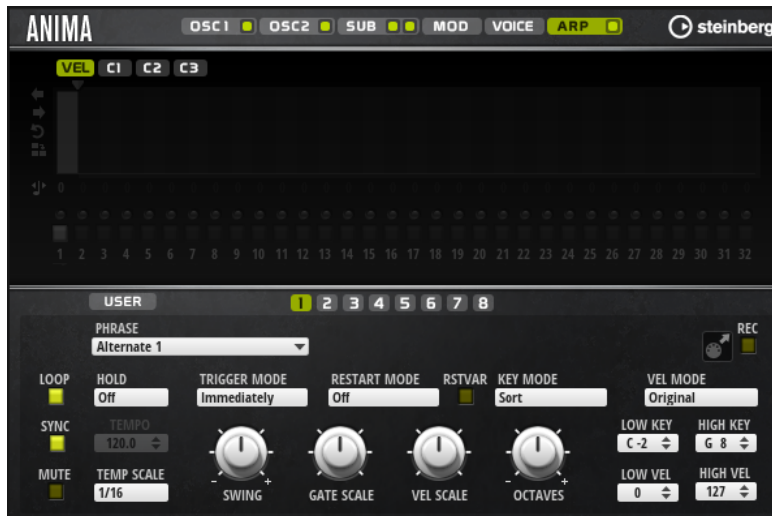 ANIMA OSC1 OSC2 SUB MOD VOICE ARP steinberg
VEL C1 C2 C3
0
1 2 3 4 5 6 7 8 9 10 11 12 13 14 15 16 17 18 19 20 21 22 23 24 25 26 27 28 29 30 31 32
USER 1 2 3 4 5 6 7 8
PHRASE REC
Alternate 1
LOOP HOLD TRIGGER MODE RESTART MODE RSTVAR KEY MODE VEL MODE
Off Immediately Off Sort Original
SYNC TEMPO LOW KEY HIGH KEY
120.0 C -2 G 8
MUTE TEMP SCALE LOW VEL HIGH VEL
1/16 - + - + 0 127
SWING GATE SCALE VEL SCALE OCTAVES